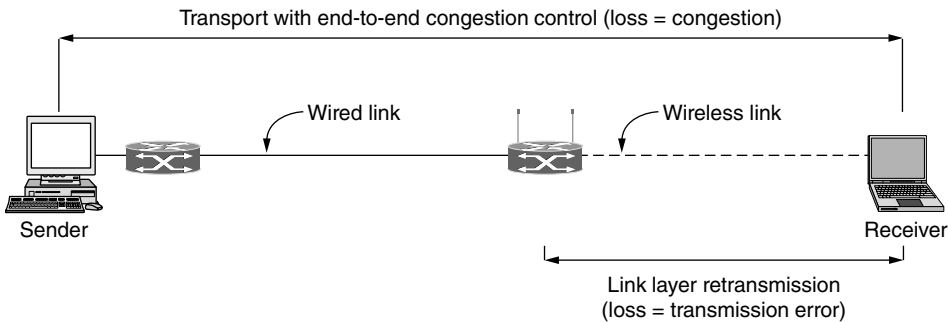 Transport with end-to-end congestion control (loss = congestion)
Wired link
Wireless link
Sender
Receiver
Link layer retransmission
(loss = transmission error)